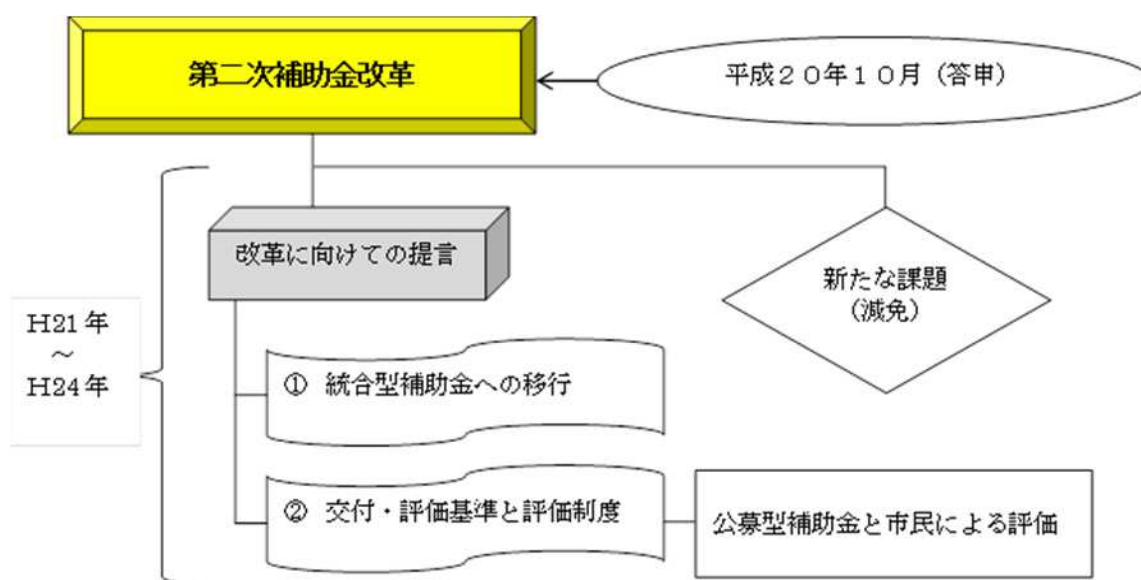 第二次補助金改革
平成２０年１０月（答申）
改革に向けての提言
新たな課題
（減免）
H21年
～
H24年
① 統合型補助金への移行
② 交付・評価基準と評価制度
公募型補助金と市民による評価